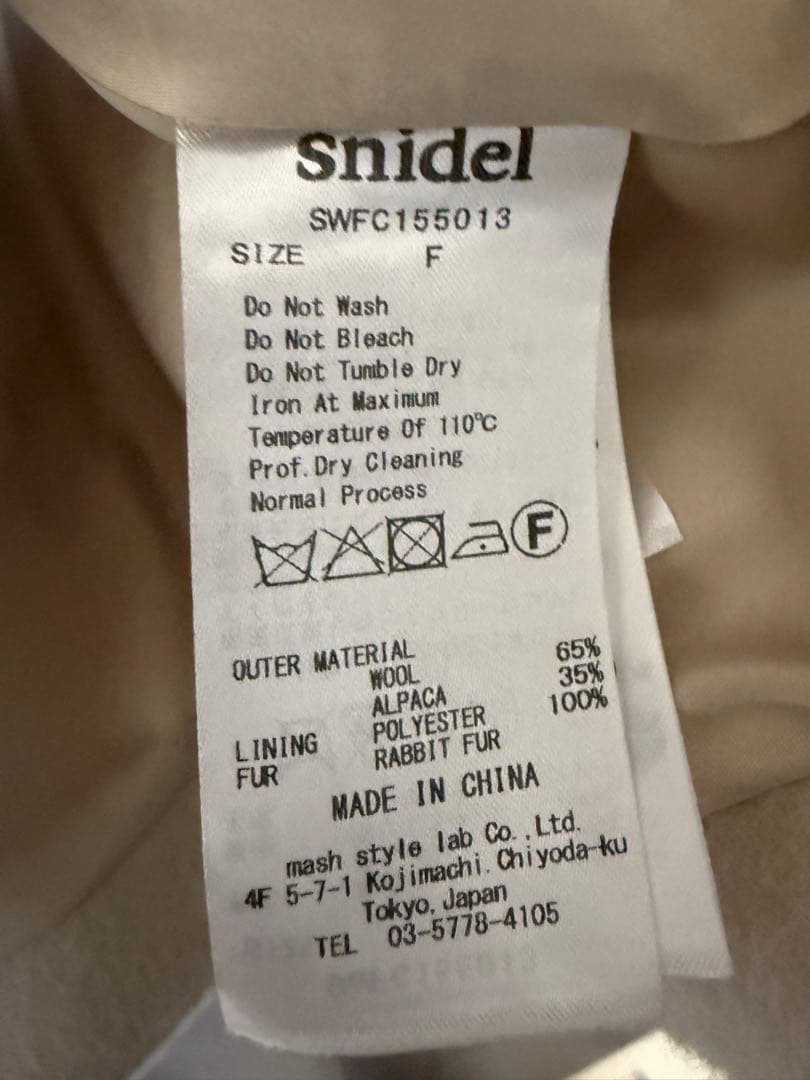 snidel
SWFC155013
SIZE F
Do Not Wash
Do Not Bleach
Do Not Tumble Dry
Iron At Maximum
Temperature Of 110℃
Prof.Dry Cleaning
Normal Process
F
OUTER MATERIAL
WOOL 65%
ALPACA 35%
LINING POLYESTER 100%
FUR RABBIT FUR
MADE IN CHINA
mash style lab Co.,Ltd.
4F 5-7-1 Kojimachi.Chiyoda-ku
Tokyo, Japan
TEL 03-5778-4105